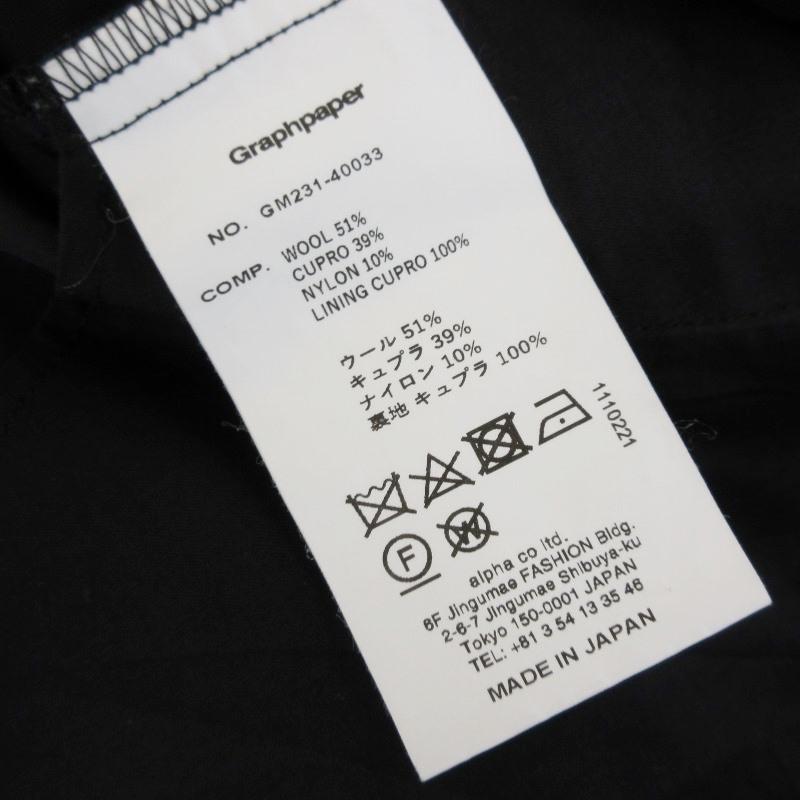 Graphpaper
NO. GM231-40033
COMP. WOOL 51%
CUPRO 39%
NYLON 10%
LINING CUPRO 100%
ウール 51%
キュプラ 39%
ナイロン 10%
裏地 キュプラ 100%
1110221
F
W
alpha co ltd.
6F Jingumae FASHION Bldg.
2-6-7 Jingumae Shibuya-ku
Tokyo 150-0001 JAPAN
TEL: +81 3 54 13 35 46
MADE IN JAPAN